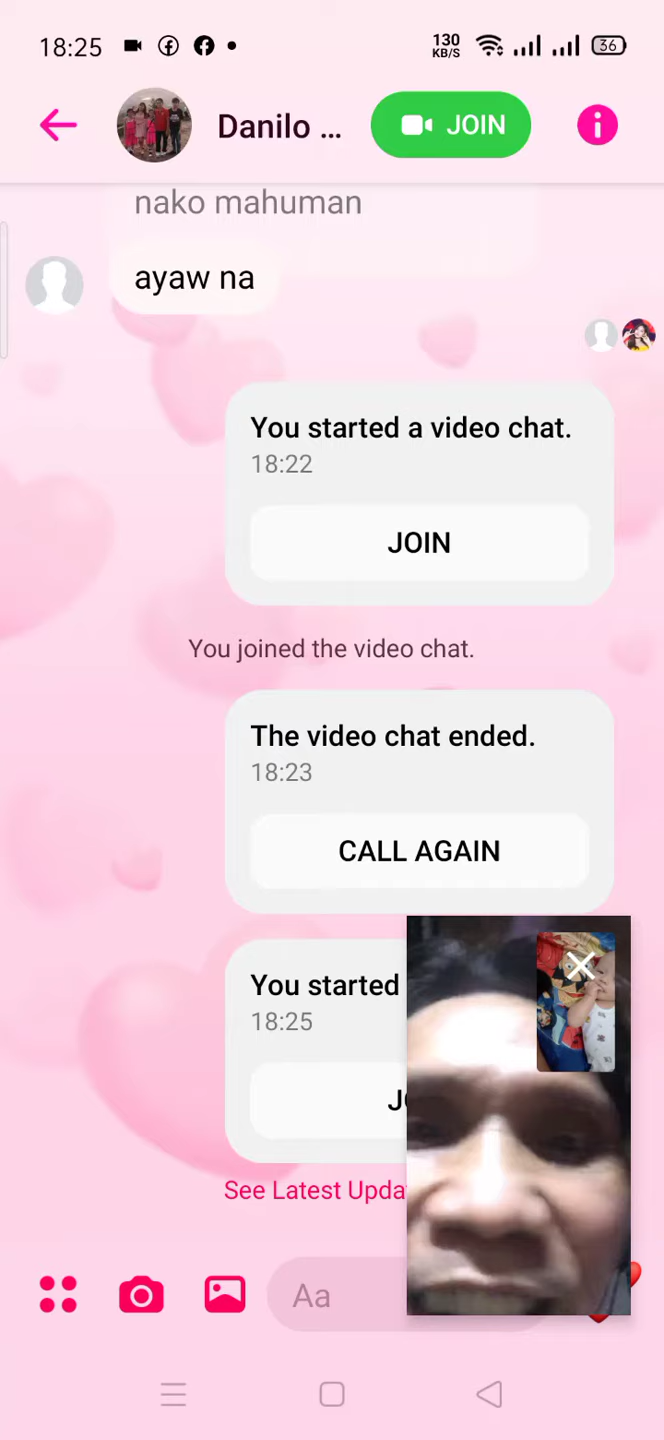 18:25
130
KB/S
36
Danilo ...
JOIN
nako mahuman
ayaw na
You started a video chat.
18:22
JOIN
You joined the video chat.
The video chat ended.
18:23
CALL AGAIN
You started
18:25
See Latest
Aa